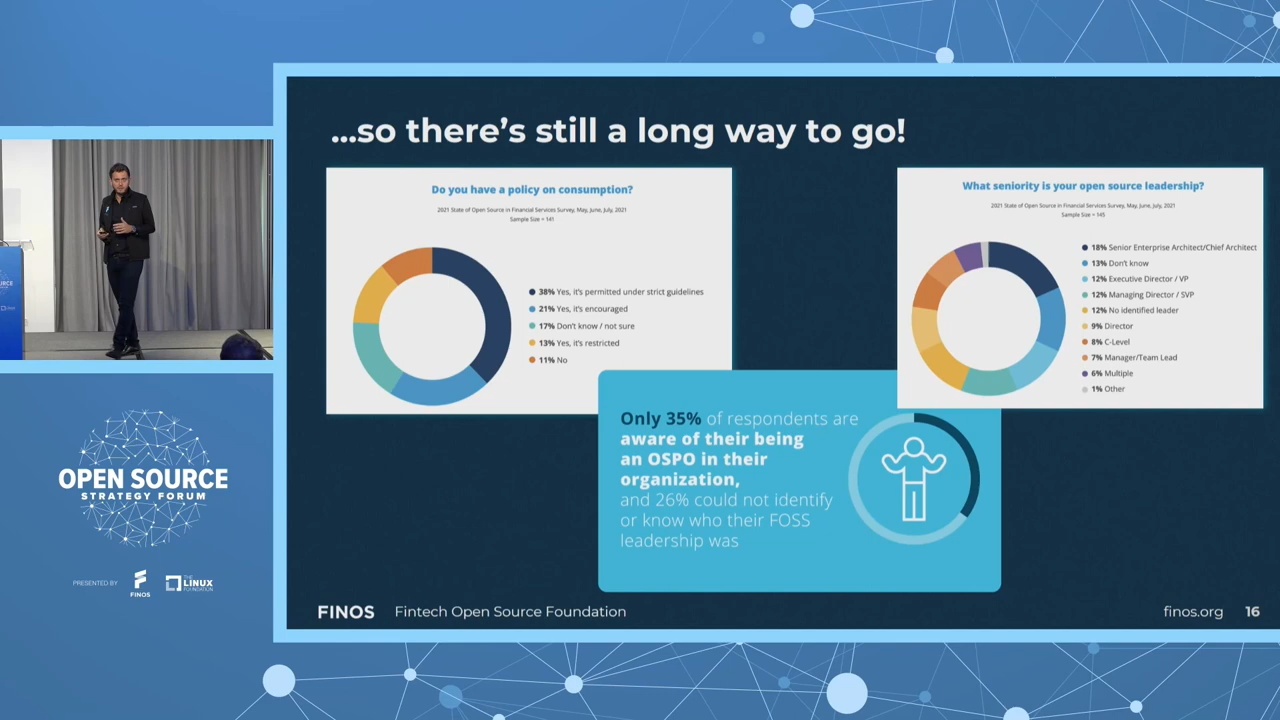 ...so there's still a long way to go!
Do you have a policy on consumption?
2021 State of Open Source in Financial Services Survey, May, June, July, 2021
Sample Size = 141
38% Yes, it's permitted under strict guidelines
21% Yes, it's encouraged
17% Don't know / not sure
13% Yes, it's restricted
11% No
What seniority is your open source leadership?
2021 State of Open Source in Financial Services Survey, May, June, July, 2021
Sample Size = 145
18% Senior Enterprise Architect/Chief Architect
13% Don't know
12% Executive Director / VP
12% Managing Director / SVP
12% No identified leader
9% Director
8% C-Level
7% Manager/Team Lead
6% Multiple
1% Other
Only 35% of respondents are
aware of their being
an OSPO in their
organization,
and 26% could not identify
or know who their FOSS
leadership was
FINOS Fintech Open Source Foundation
finos.org 16
OPEN SOURCE
STRATEGY FORUM
PRESENTED BY
FINOS
THE
LINUX
FOUNDATION